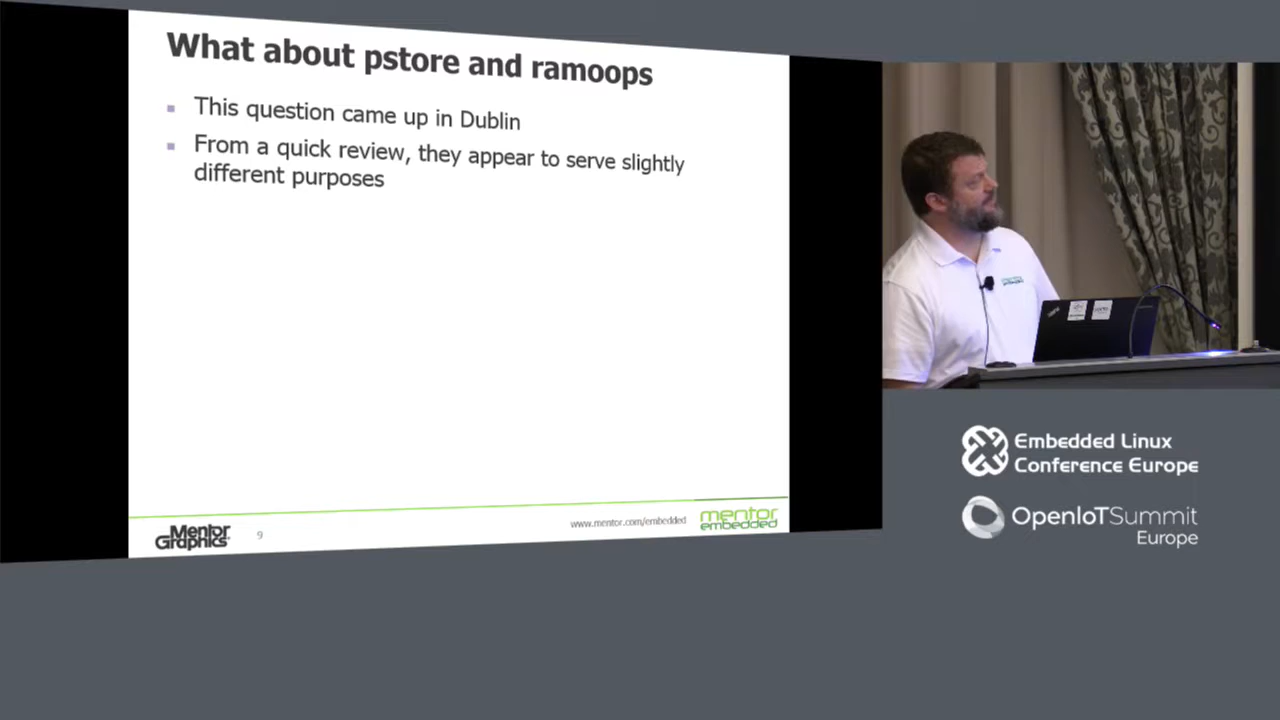 What about pstore and ramoops
This question came up in Dublin
From a quick review, they appear to serve slightly
different purposes
Mentor
Graphics
9
www.mentor.com/embedded
mentor
embedded
Embedded Linux
Conference Europe
OpenIoTSummit
Europe